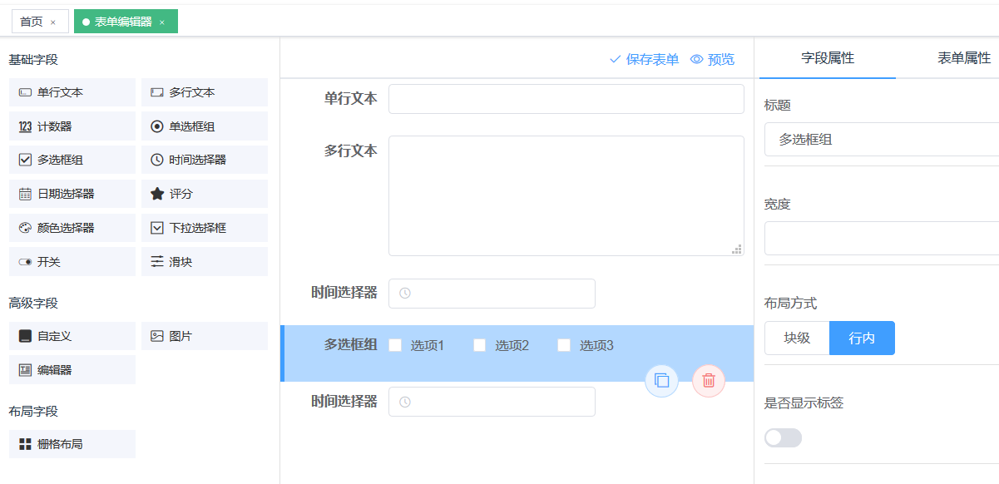 首页 ×
表单编辑器 ×
基础字段
单行文本
多行文本
123 计数器
单选框组
多选框组
时间选择器
日期选择器
评分
颜色选择器
下拉选择框
开关
滑块
高级字段
自定义
图片
编辑器
布局字段
栅格布局
保存表单 预览
单行文本
多行文本
时间选择器
多选框组 选项1 选项2 选项3
时间选择器
字段属性 表单属性
标题
多选框组
宽度
布局方式
块级 行内
是否显示标签